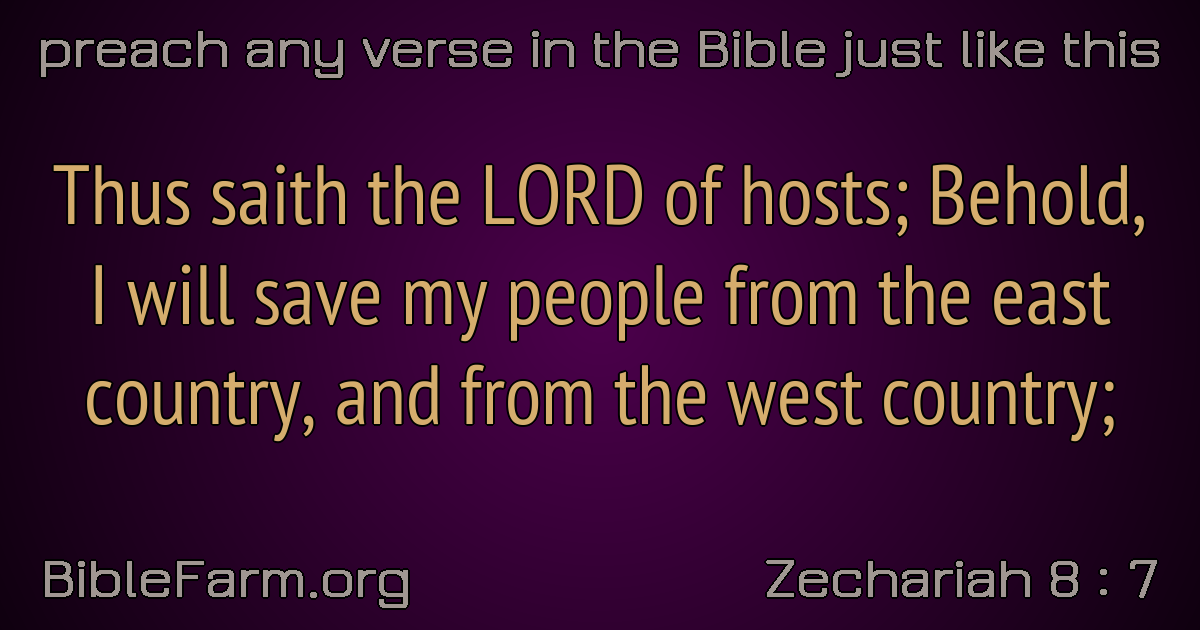 preach any verse in the Bible just like this
Thus saith the LORD of hosts; Behold,
I will save my people from the east
country, and from the west country;
BibleFarm.org
Zechariah 8 : 7